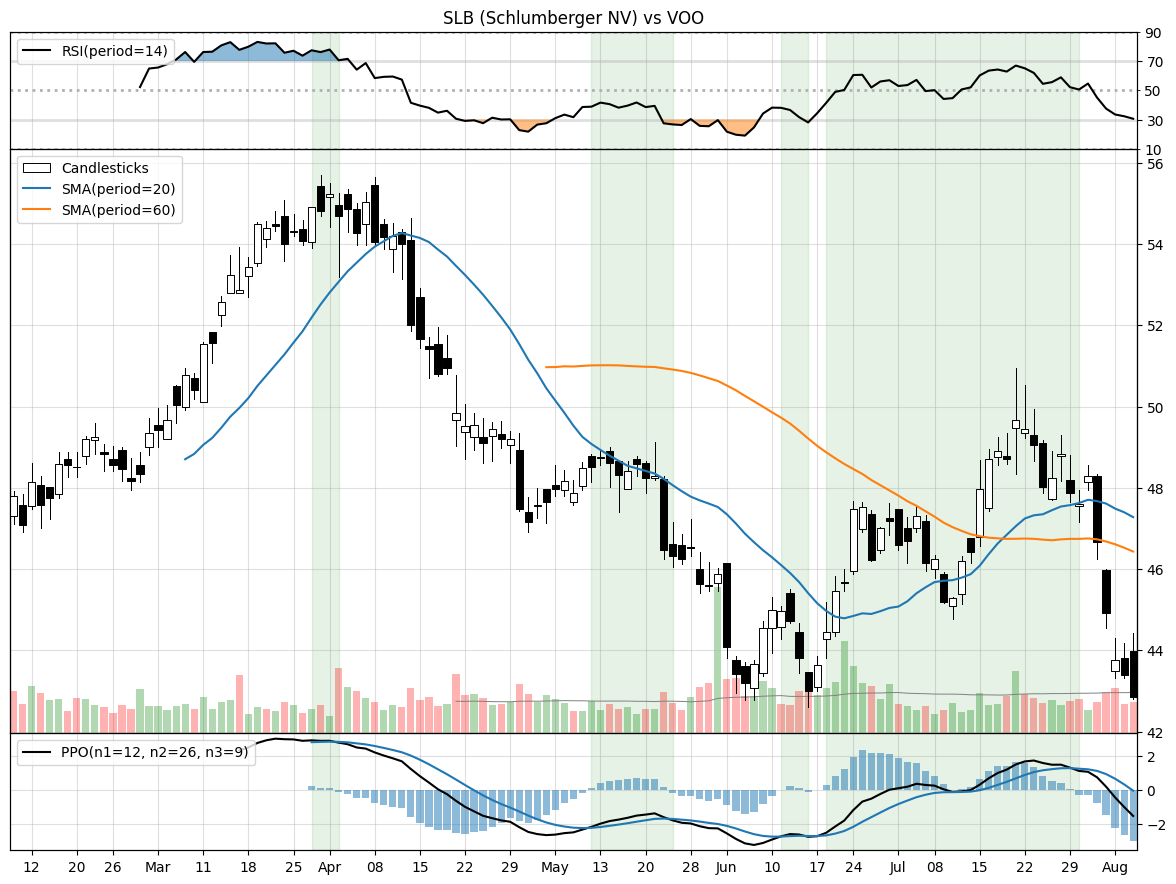 SLB (Schlumberger NV) vs VOO
RSI(period=14)
90
70
50
30
10
Candlesticks
SMA(period=20)
SMA(period=60)
56
54
52
50
48
46
44
42
PPO(n1=12, n2=26, n3=9)
2
0
−2
12 20 26 Mar 11 18 25 Apr 08 15 22 29 May 13 20 28 Jun 10 17 24 Jul 08 15 22 29 Aug